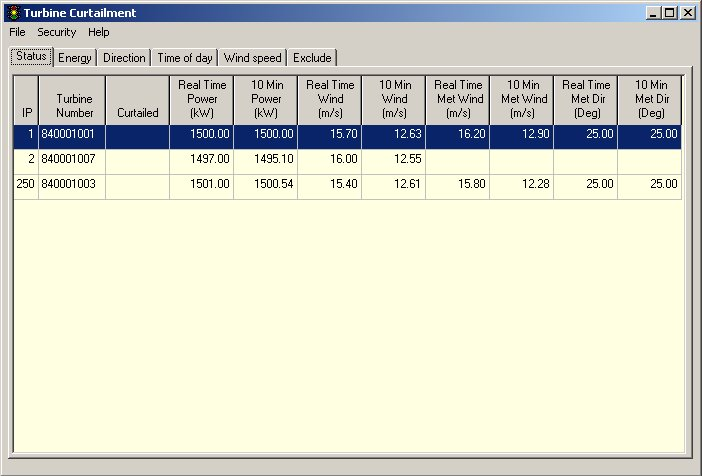 Turbine Curtailment
File Security Help
Status Energy Direction Time of day Wind speed Exclude
Real Time 10 Min Real Time 10 Min Real Time 10 Min Real Time 10 Min
Turbine Power Power Wind Wind Met Wind Met Wind Met Dir Met Dir
IP Number Curtailed (kW) (kW) (m/s) (m/s) (m/s) (m/s) (Deg) (Deg)
1 840001001 1500.00 1500.00 15.70 12.63 16.20 12.90 25.00 25.00
2 840001007 1497.00 1495.10 16.00 12.55
250 840001003 1501.00 1500.54 15.40 12.61 15.80 12.28 25.00 25.00